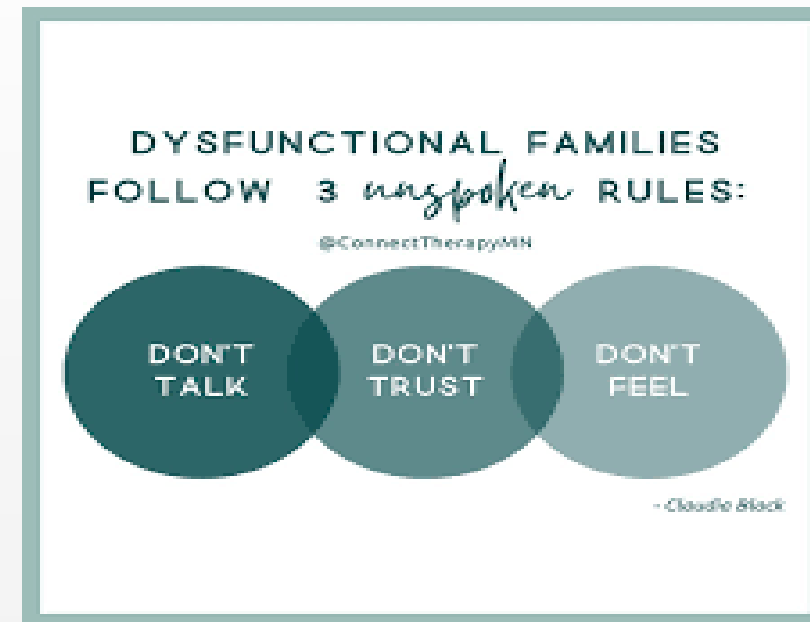 DYSFUNCTIONAL FAMILIES
FOLLOW 3 unspoken RULES:
@ConnectTherapyMN
DON'T
TALK
DON'T
TRUST
DON'T
FEEL
- Claudia Black